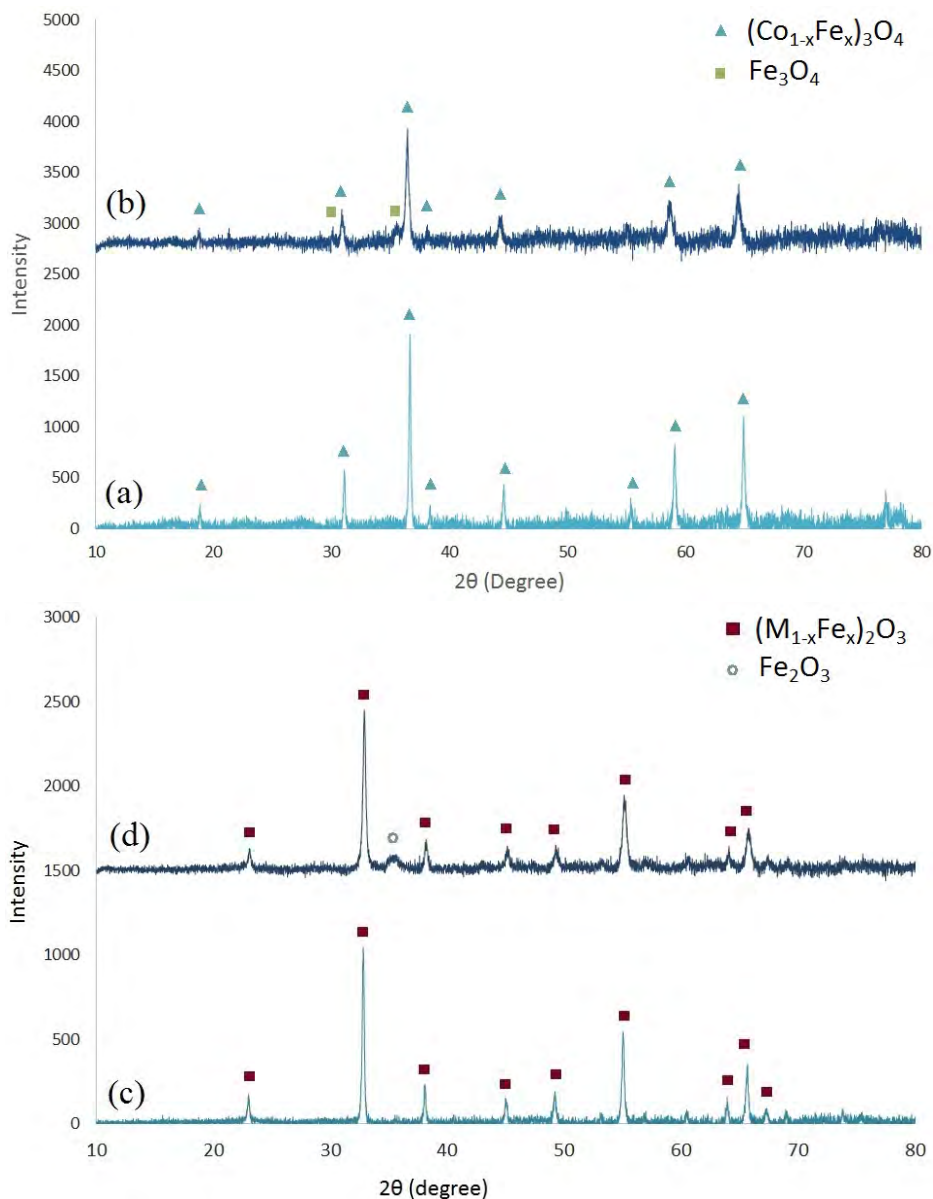 5000
4500
4000
3500
3000
2500
2000
1500
1000
500
0
Intensity
(Co₁₋ₓFeₓ)₃O₄
Fe₃O₄
(b)
(a)
10 20 30 40 50 60 70 80
2θ (Degree)
3000
2500
2000
1500
1000
500
0
Intensity
(M₁₋ₓFeₓ)₂O₃
Fe₂O₃
(d)
(c)
10 20 30 40 50 60 70 80
2θ (degree)